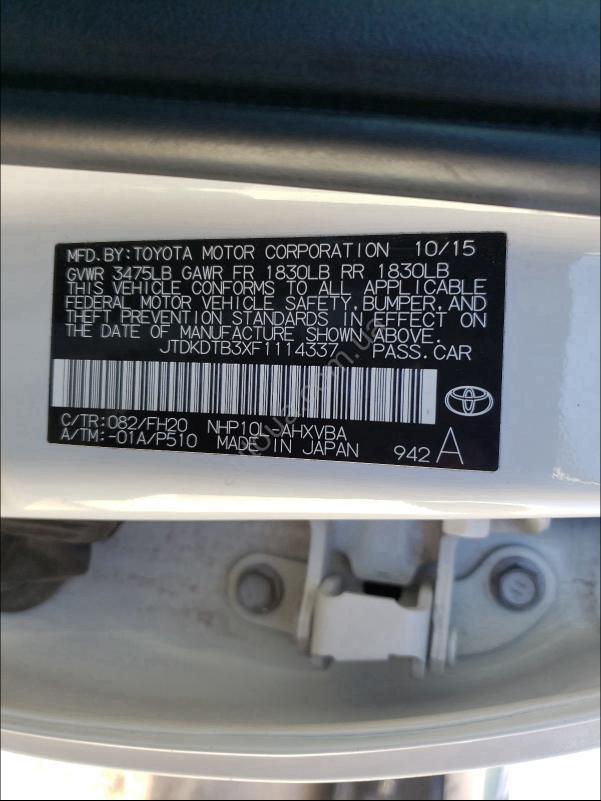 MFD.BY:TOYOTA MOTOR CORPORATION 10/15
GVWR 3475LB GAWR FR 1830LB RR 1830LB
THIS VEHICLE CONFORMS TO ALL APPLICABLE
FEDERAL MOTOR VEHICLE SAFETY,BUMPER,AND
THEFT PREVENTION STANDARDS IN EFFECT ON
THE DATE OF MANUFACTURE SHOWN ABOVE.
JTDKDTB3XF1114337 PASS.CAR
C/TR:082/FH20 NHP10L-AHXVBA
A/TM:-01A/P510 MADE IN JAPAN 942 A